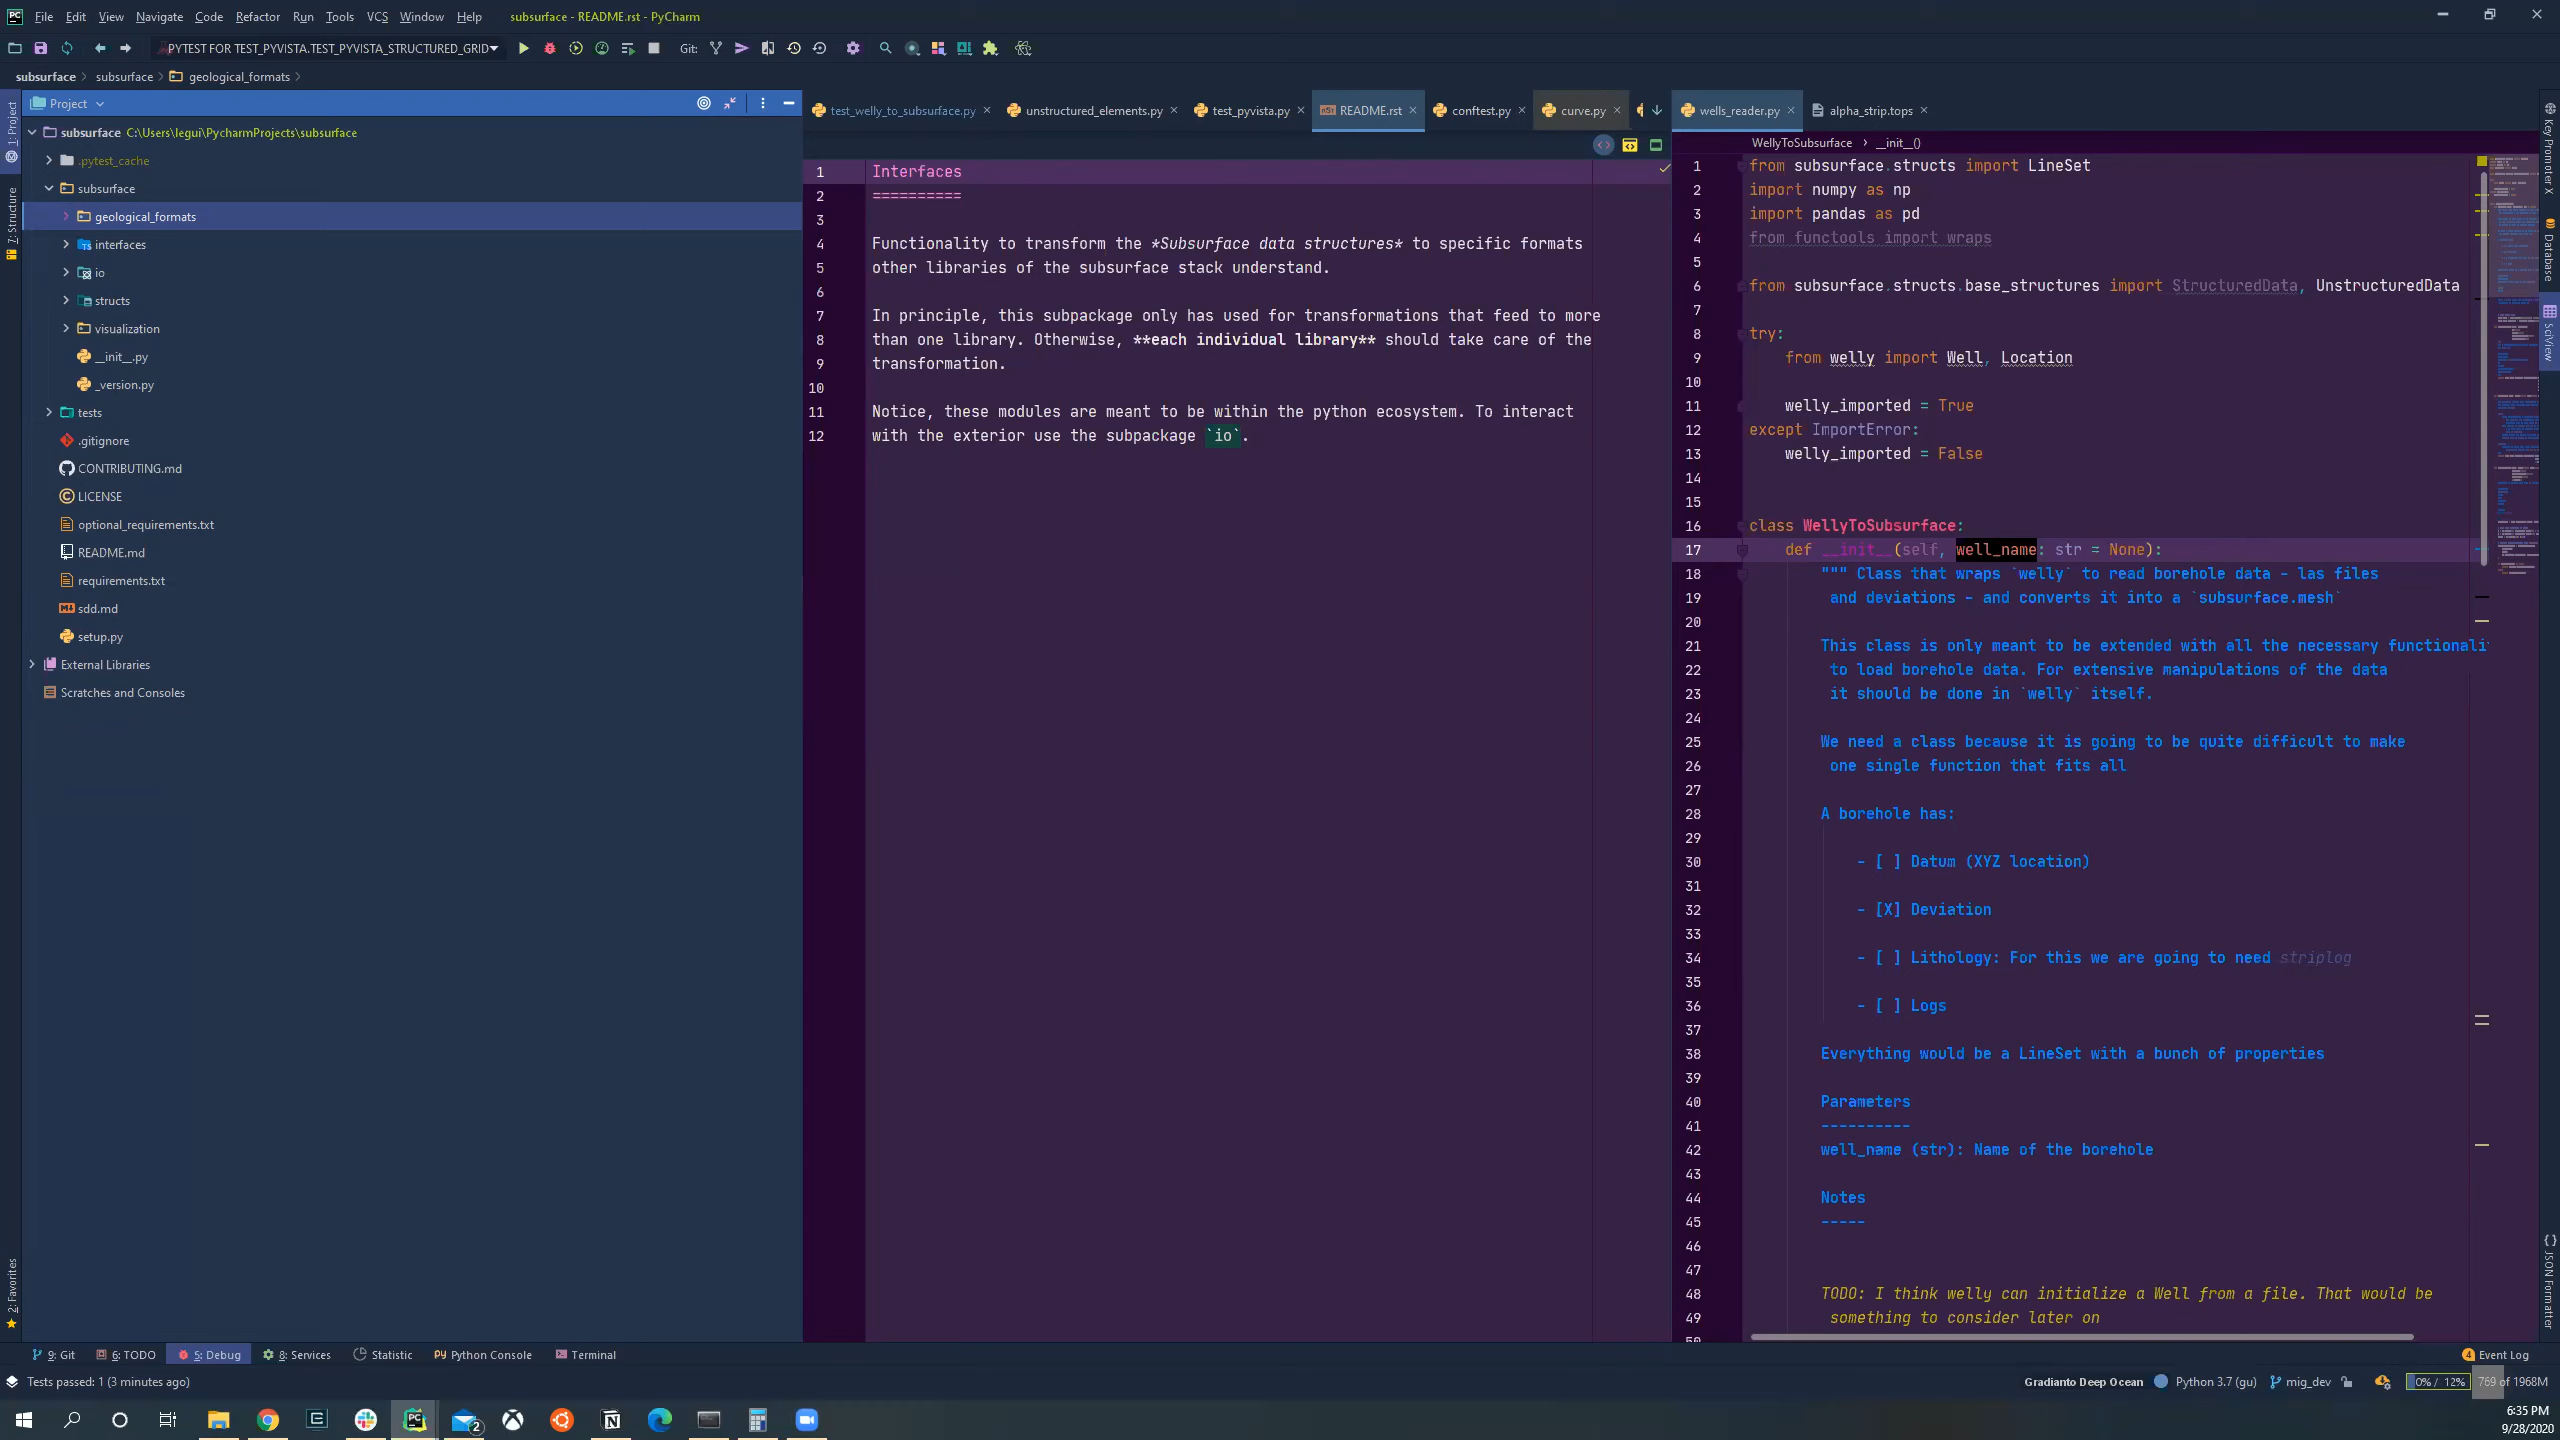 File Edit View Navigate Code Refactor Run Tools VCS Window Help subsurface - README.rst - PyCharm
PYTEST FOR TEST_PYVISTA.TEST_PYVISTA_STRUCTURED_GRID Git:
subsurface subsurface geological_formats
Project
subsurface C:\Users\legui\PycharmProjects\subsurface
.pytest_cache
subsurface
geological_formats
interfaces
io
structs
visualization
__init__.py
_version.py
tests
.gitignore
CONTRIBUTING.md
LICENSE
optional_requirements.txt
README.md
requirements.txt
sdd.md
setup.py
External Libraries
Scratches and Consoles
1: Project
7: Structure
2: Favorites
test_welly_to_subsurface.py unstructured_elements.py test_pyvista.py README.rst conftest.py curve.py
1 Interfaces
2 ==========
3
4 Functionality to transform the *Subsurface data structures* to specific formats
5 other libraries of the subsurface stack understand.
6
7 In principle, this subpackage only has used for transformations that feed to more
8 than one library. Otherwise, **each individual library** should take care of the
9 transformation.
10
11 Notice, these modules are meant to be within the python ecosystem. To interact
12 with the exterior use the subpackage `io`.
wells_reader.py alpha_strip.tops
WellyToSubsurface __init__()
1 from subsurface.structs import LineSet
2 import numpy as np
3 import pandas as pd
4 from functools import wraps
5
6 from subsurface.structs.base_structures import StructuredData, UnstructuredData
7
8 try:
9 from welly import Well, Location
10
11 welly_imported = True
12 except ImportError:
13 welly_imported = False
14
15
16 class WellyToSubsurface:
17 def __init__(self, well_name: str = None):
18 """ Class that wraps `welly` to read borehole data - las files
19 and deviations - and converts it into a `subsurface.mesh`
20
21 This class is only meant to be extended with all the necessary functionali
22 to load borehole data. For extensive manipulations of the data
23 it should be done in `welly` itself.
24
25 We need a class because it is going to be quite difficult to make
26 one single function that fits all
27
28 A borehole has:
29
30 - [ ] Datum (XYZ location)
31
32 - [X] Deviation
33
34 - [ ] Lithology: For this we are going to need striplog
35
36 - [ ] Logs
37
38 Everything would be a LineSet with a bunch of properties
39
40 Parameters
41 ----------
42 well_name (str): Name of the borehole
43
44 Notes
45 -----
46
47
48 TODO: I think welly can initialize a Well from a file. That would be
49 something to consider later on
50
Key Promoter X
Database
SciView
JSON Formatter
9: Git 6: TODO 5: Debug 8: Services Statistic Python Console Terminal 4 Event Log
Tests passed: 1 (3 minutes ago) Gradianto Deep Ocean Python 3.7 (gu) mig_dev 0% / 12% 769 of 1968M
2
6:35 PM
9/28/2020